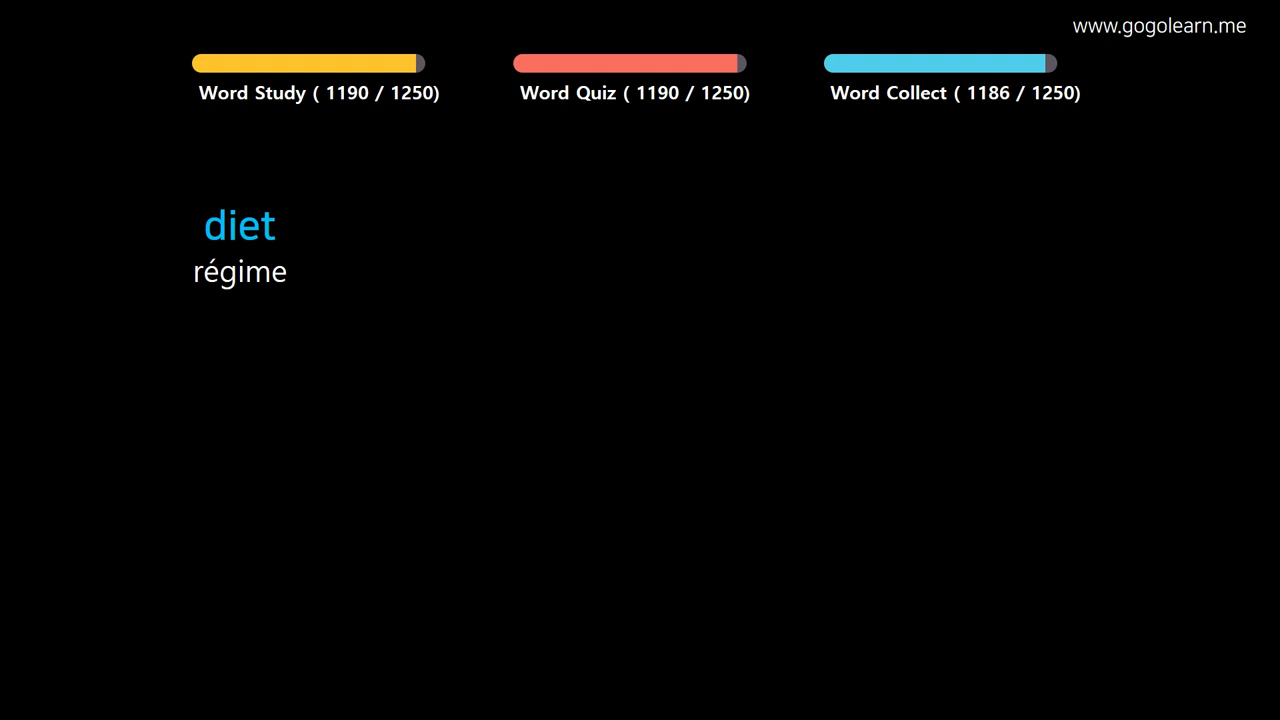 www.gogolearn.me
Word Study ( 1190 / 1250)
Word Quiz ( 1190 / 1250)
Word Collect ( 1186 / 1250)
diet
régime